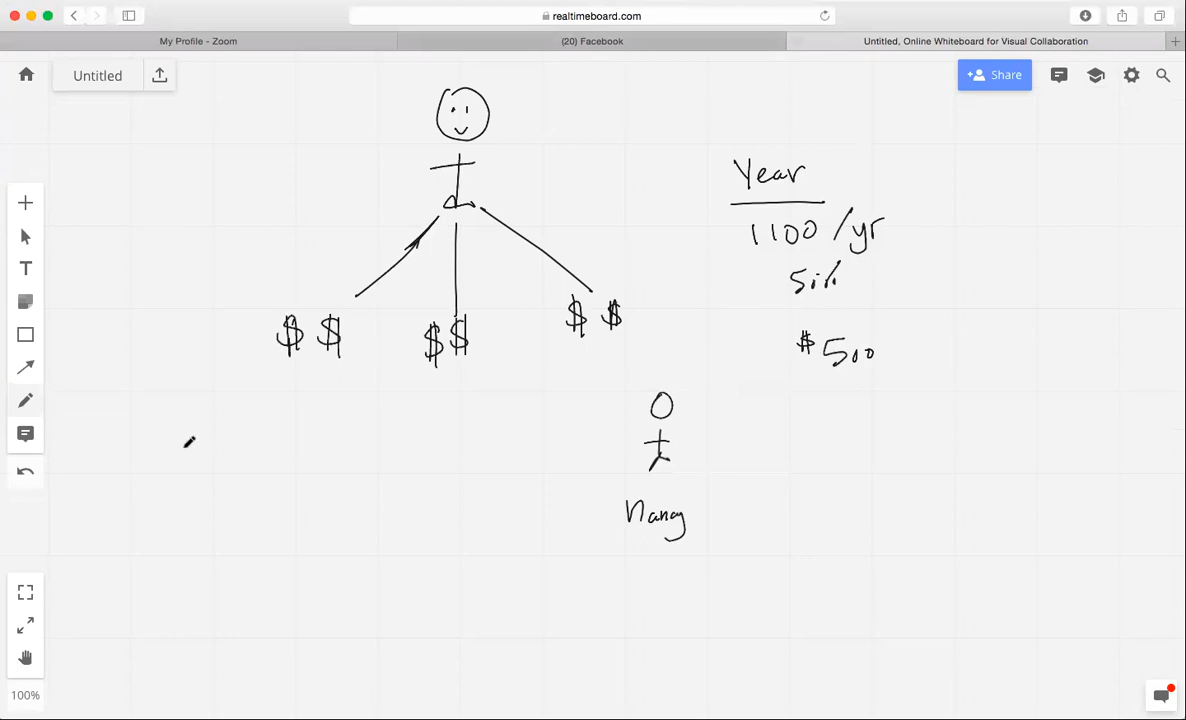 realtimeboard.com
My Profile - Zoom
(20) Facebook
Untitled, Online Whiteboard for Visual Collaboration
Untitled
Share
Year
1100 /yr
$ $
$ $
$ $
$500
100%